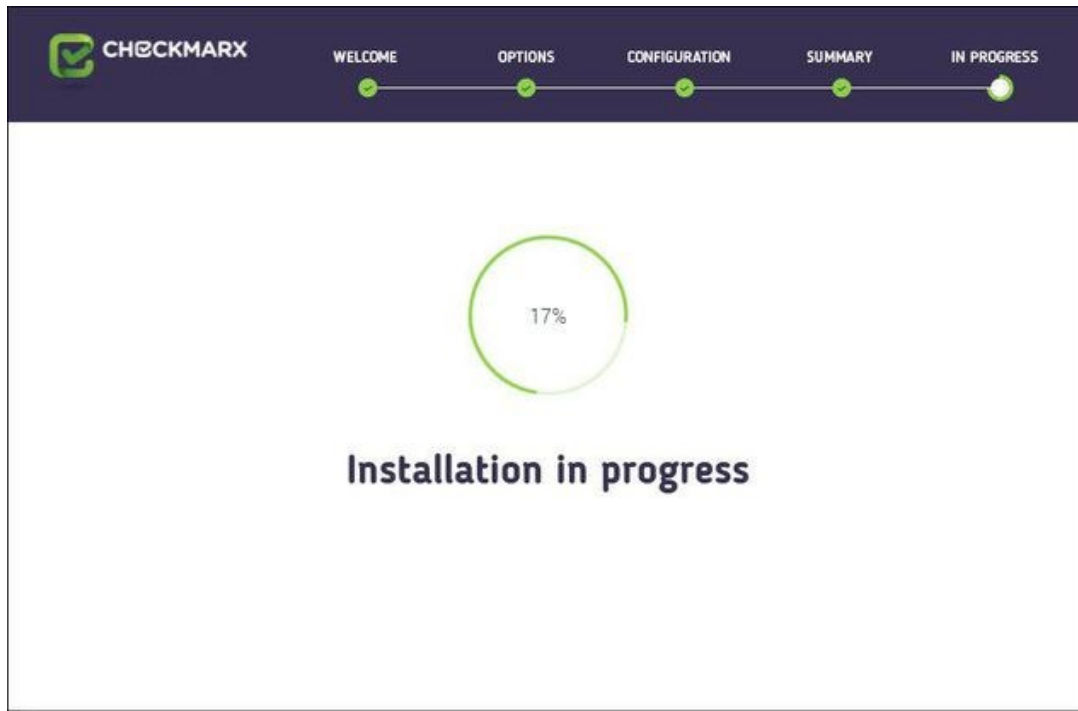 CHECKMARX
WELCOME
OPTIONS
CONFIGURATION
SUMMARY
IN PROGRESS
17%
Installation in progress